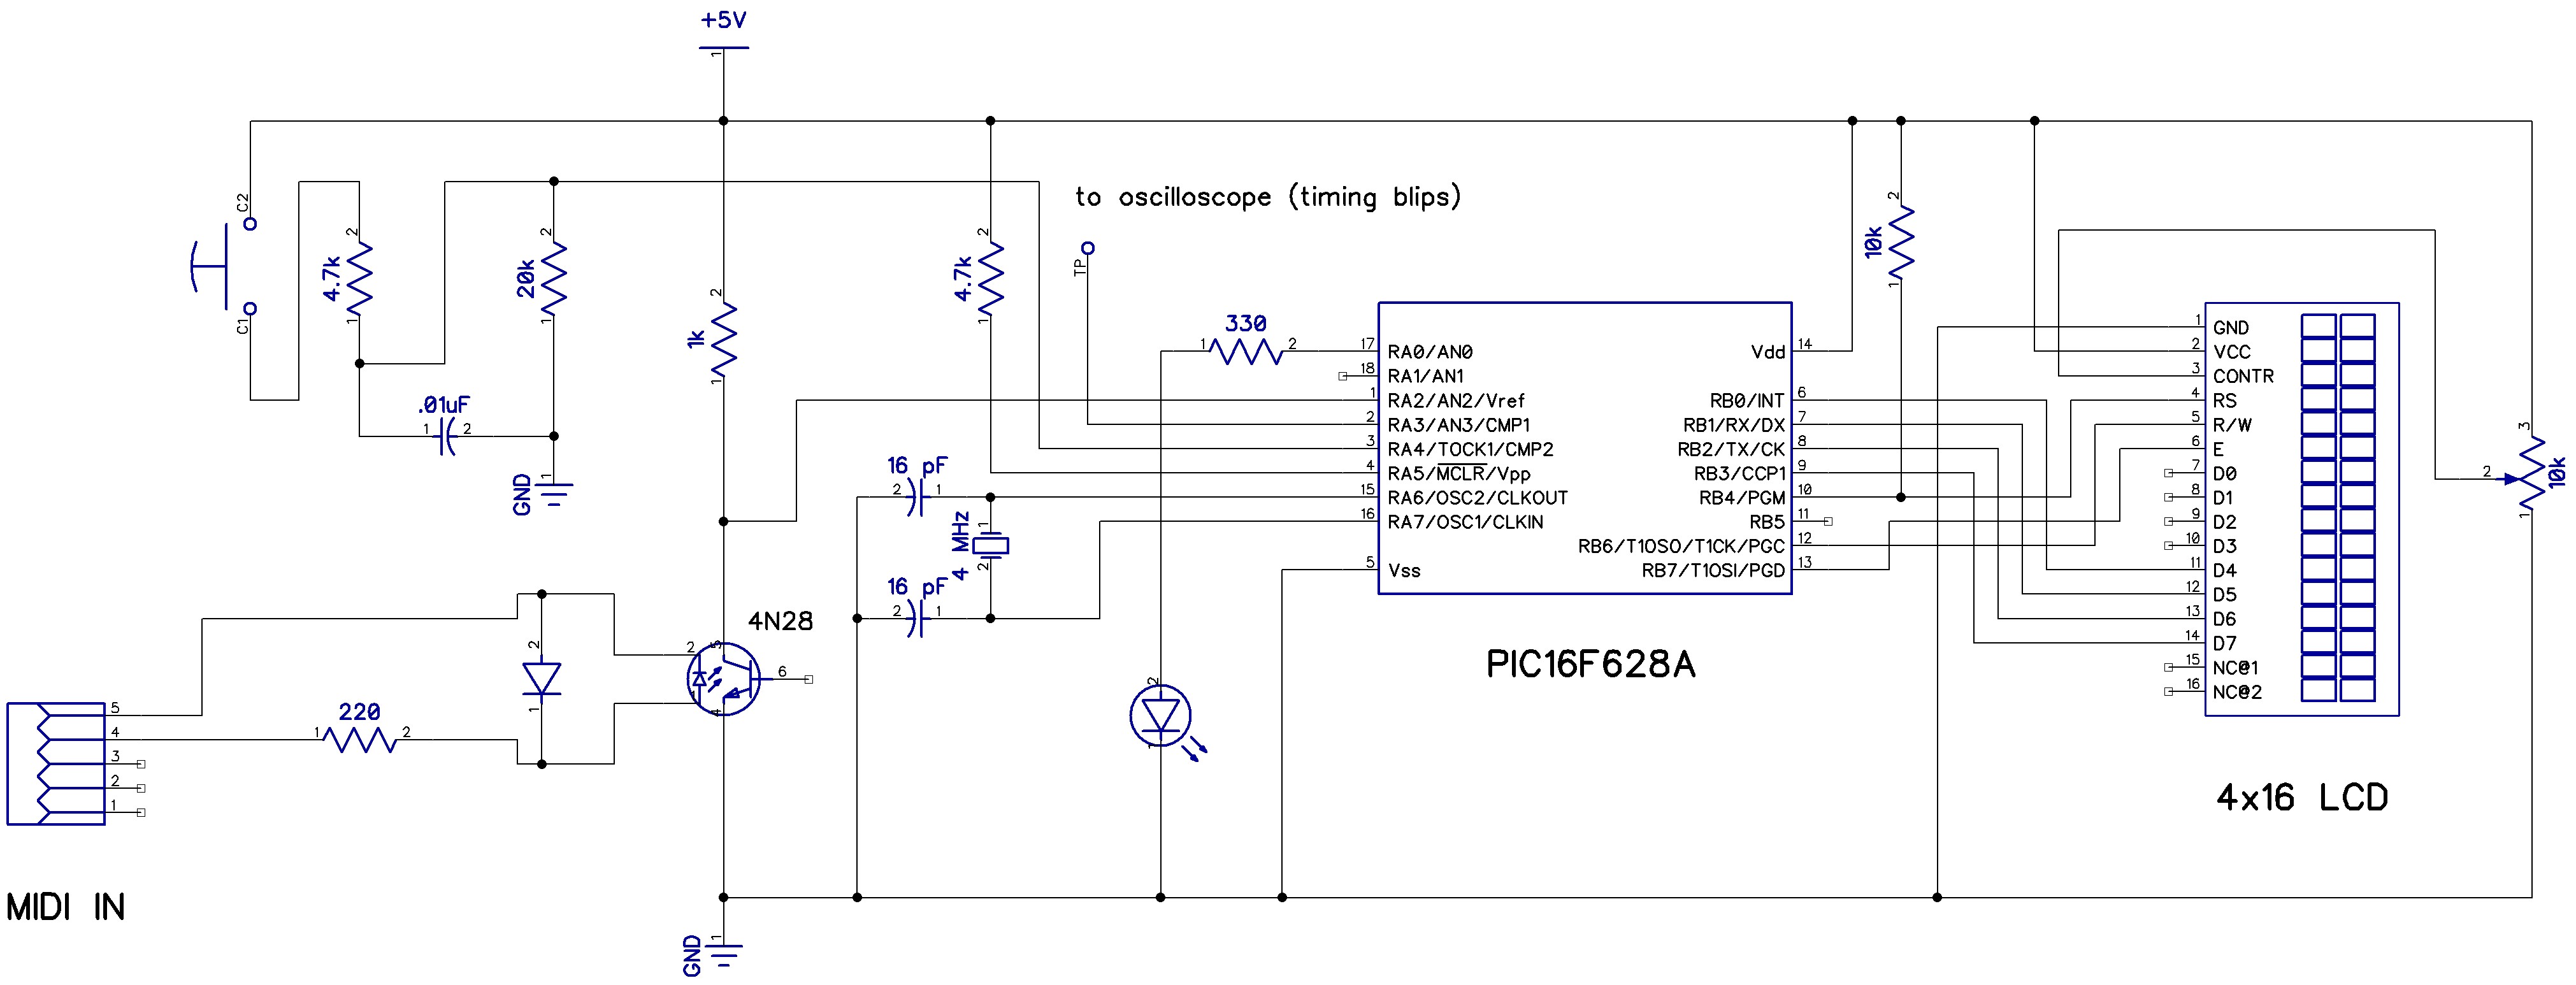 +5V
1
C2
C1
2
4.7k
1
2
20k
1
.01uF
1 2
GND
1
2
1k
1
2
4.7k
1
to oscilloscope (timing blips)
TP
330
1 2
2
10k
1
17 RA0/AN0
18 RA1/AN1
1 RA2/AN2/Vref
2 RA3/AN3/CMP1
3 RA4/TOCK1/CMP2
4 RA5/MCLR/Vpp
15 RA6/OSC2/CLKOUT
16 RA7/OSC1/CLKIN
5 Vss
Vdd 14
RB0/INT 6
RB1/RX/DX 7
RB2/TX/CK 8
RB3/CCP1 9
RB4/PGM 10
RB5 11
RB6/T1OSO/T1CK/PGC 12
RB7/T1OSI/PGD 13
PIC16F628A
1 GND
2 VCC
3 CONTR
4 RS
5 R/W
6 E
7 D0
8 D1
9 D2
10 D3
11 D4
12 D5
13 D6
14 D7
15 NC@1
16 NC@2
4x16 LCD
3
2
10k
1
16 pF
2 1
1
4 MHz
2
16 pF
2 1
4N28
2 5
6
1 4
2
1
2
1
5
4
3
2
1
220
1 2
MIDI IN
GND
1